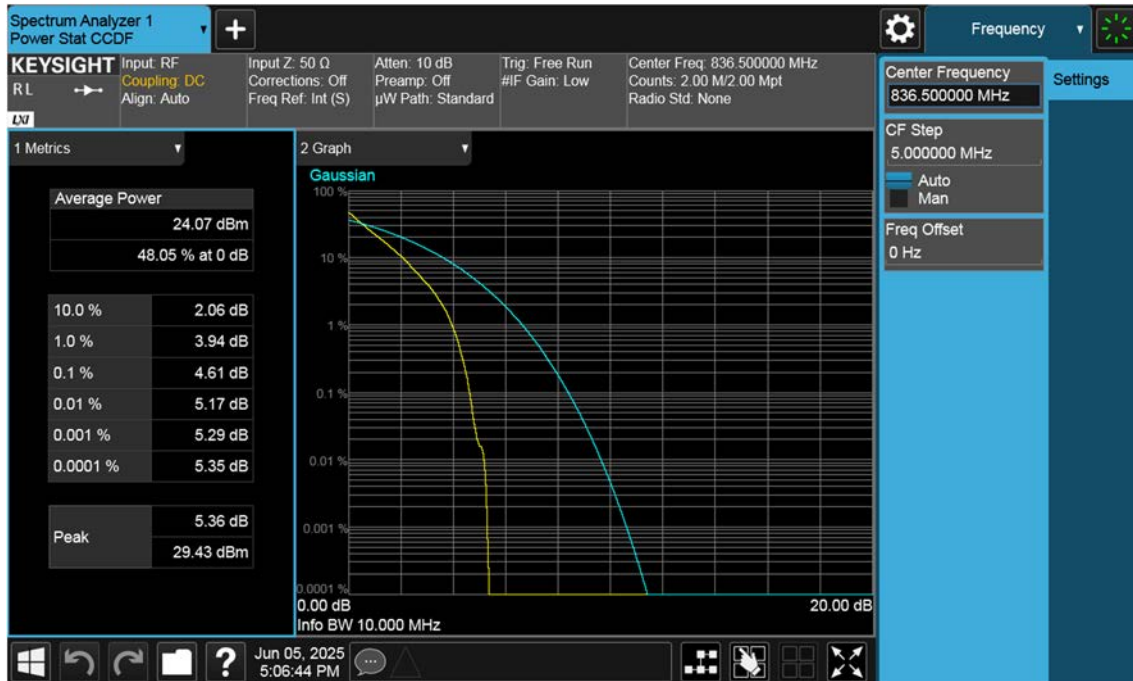 Spectrum Analyzer 1
Power Stat CCDF
+
Frequency
KEYSIGHT
RL
LXI
Input: RF
Coupling: DC
Align: Auto
Input Z: 50 Ω
Corrections: Off
Freq Ref: Int (S)
Atten: 10 dB
Preamp: Off
µW Path: Standard
Trig: Free Run
#IF Gain: Low
Center Freq: 836.500000 MHz
Counts: 2.00 M/2.00 Mpt
Radio Std: None
Center Frequency
836.500000 MHz
Settings
CF Step
5.000000 MHz
Auto
Man
Freq Offset
0 Hz
1 Metrics
Average Power
24.07 dBm
48.05 % at 0 dB
10.0 % 2.06 dB
1.0 % 3.94 dB
0.1 % 4.61 dB
0.01 % 5.17 dB
0.001 % 5.29 dB
0.0001 % 5.35 dB
Peak
5.36 dB
29.43 dBm
2 Graph
Gaussian
100 %
10 %
1 %
0.1 %
0.01 %
0.001 %
0.0001 %
0.00 dB 20.00 dB
Info BW 10.000 MHz
?
Jun 05, 2025
5:06:44 PM